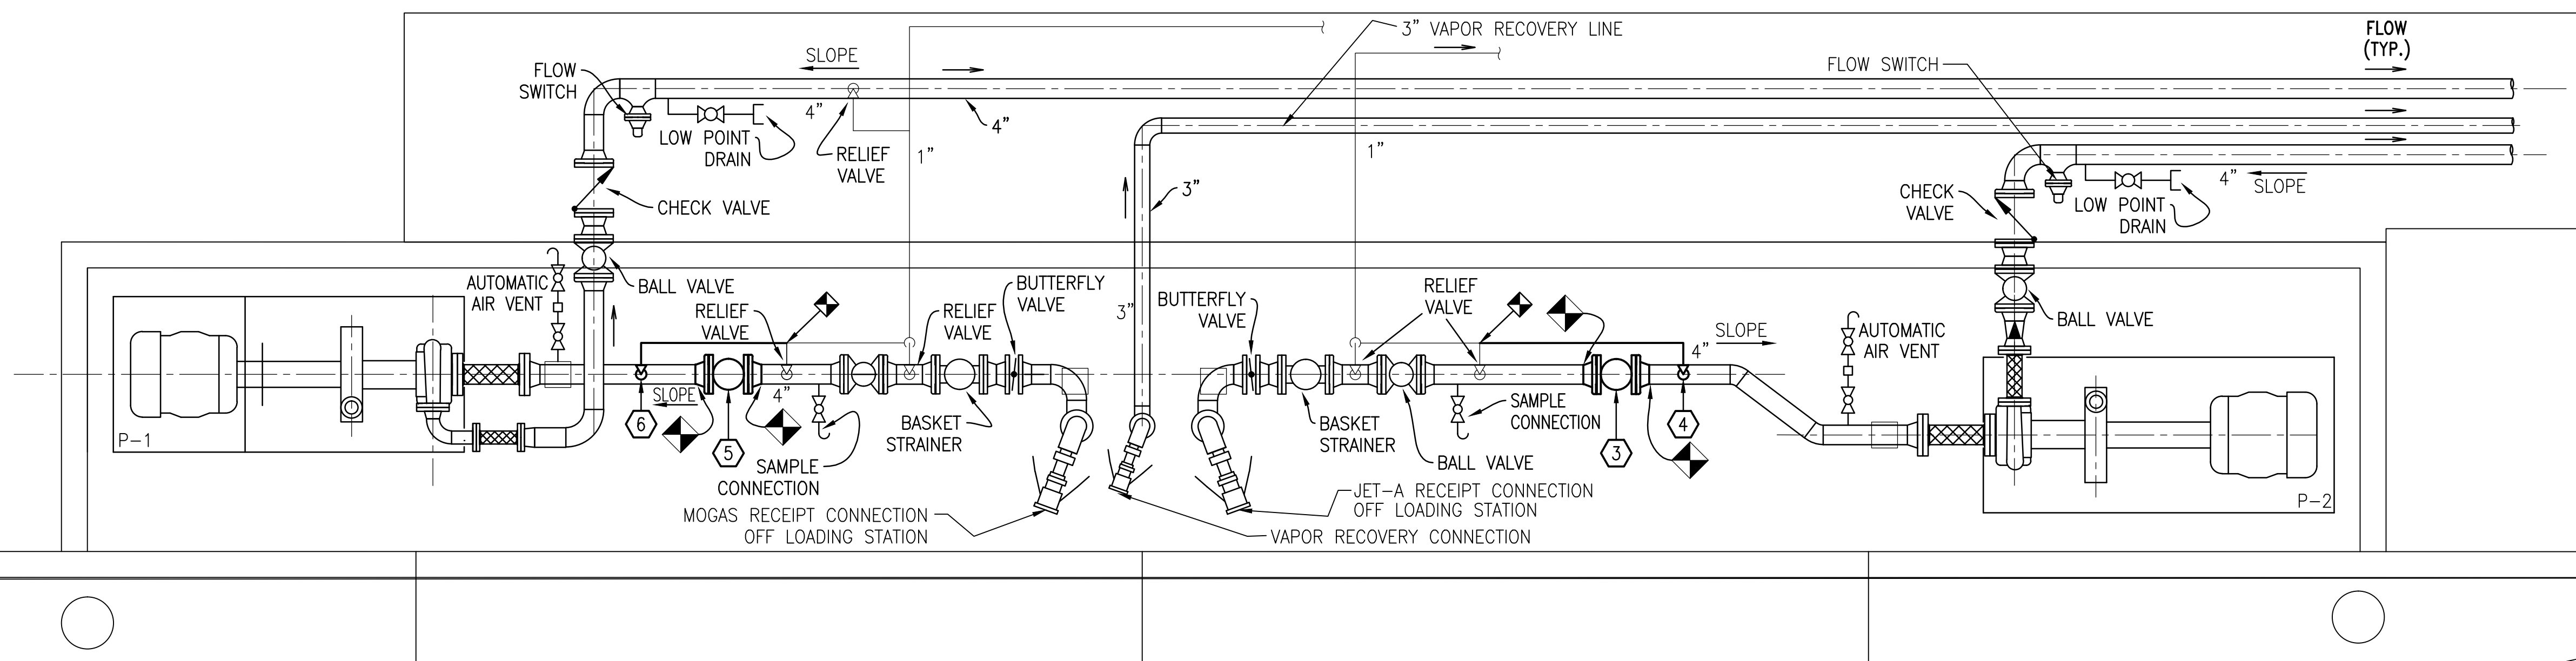 3" VAPOR RECOVERY LINE
FLOW
(TYP.)
SLOPE
FLOW
SWITCH
FLOW SWITCH
4"
4"
LOW POINT
DRAIN
RELIEF
VALVE
1"
1"
3"
CHECK VALVE
CHECK
VALVE
4"
SLOPE
LOW POINT
DRAIN
AUTOMATIC
AIR VENT
BALL VALVE
RELIEF
VALVE
RELIEF
VALVE
BUTTERFLY
VALVE
3"
BUTTERFLY
VALVE
RELIEF
VALVE
SLOPE
4"
AUTOMATIC
AIR VENT
BALL VALVE
SLOPE
4"
6
5
BASKET
STRAINER
BASKET
STRAINER
SAMPLE
CONNECTION
3
4
P-1
SAMPLE
CONNECTION
BALL VALVE
P-2
MOGAS RECEIPT CONNECTION
OFF LOADING STATION
JET-A RECEIPT CONNECTION
OFF LOADING STATION
VAPOR RECOVERY CONNECTION